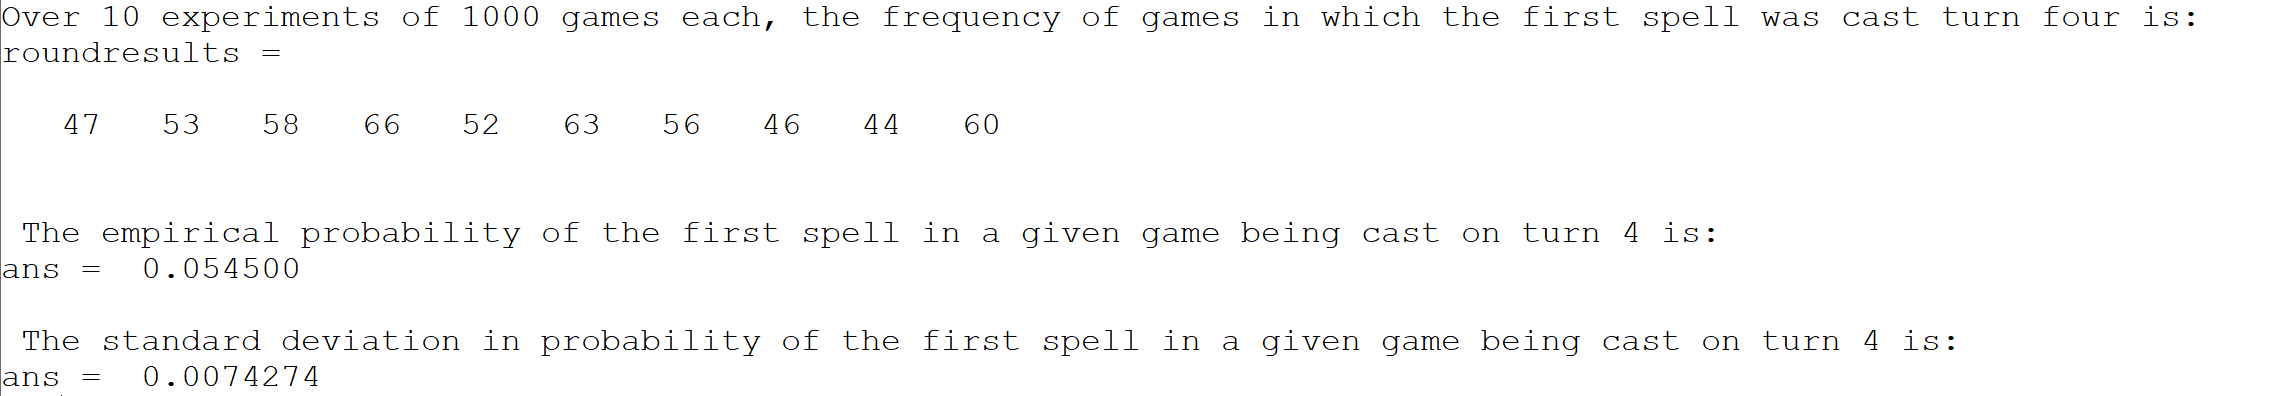 Over 10 experiments of 1000 games each, the frequency of games in which the first spell was cast turn four is:
roundresults =
47 53 58 66 52 63 56 46 44 60
The empirical probability of the first spell in a given game being cast on turn 4 is:
ans = 0.054500
The standard deviation in probability of the first spell in a given game being cast on turn 4 is:
ans = 0.0074274